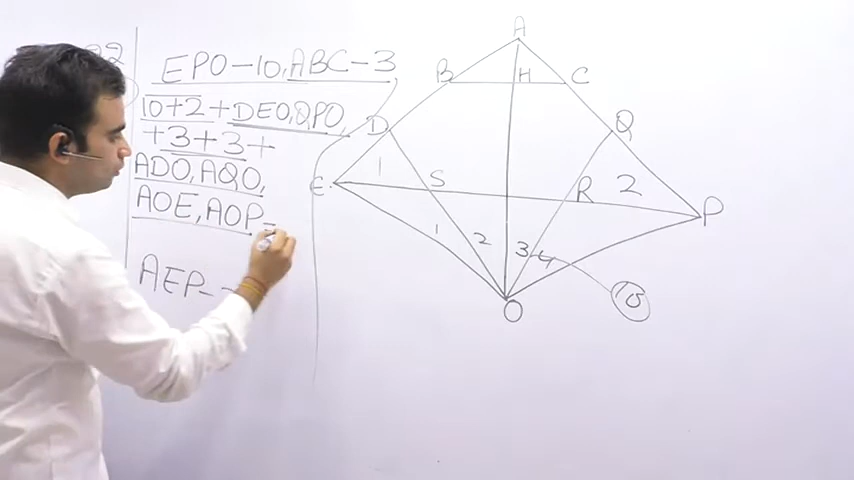 22
EPO-10, ABC-3,
10+2+DEO,QPO,
+3+3+
ADO,AQO,
AOE,AOP-
AEP-
A
B
H
C
D
Q
E
1
S
R
2
P
1
2
3
4
O
10